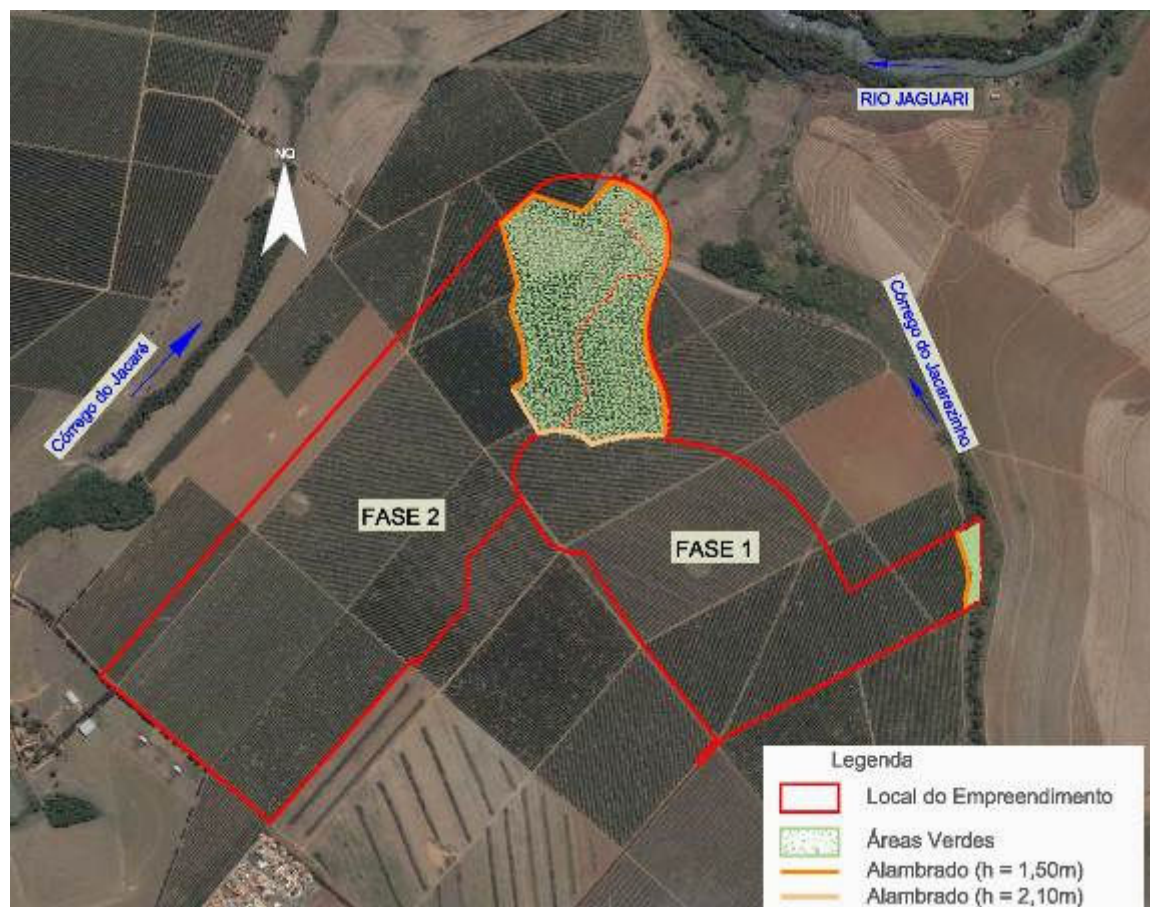 RIO JAGUARI
NQ
Córrego do Jacaré
Córrego do Jacarezinho
FASE 2
FASE 1
Legenda
Local do Empreendimento
Áreas Verdes
Alambrado (h = 1,50m)
Alambrado (h = 2,10m)